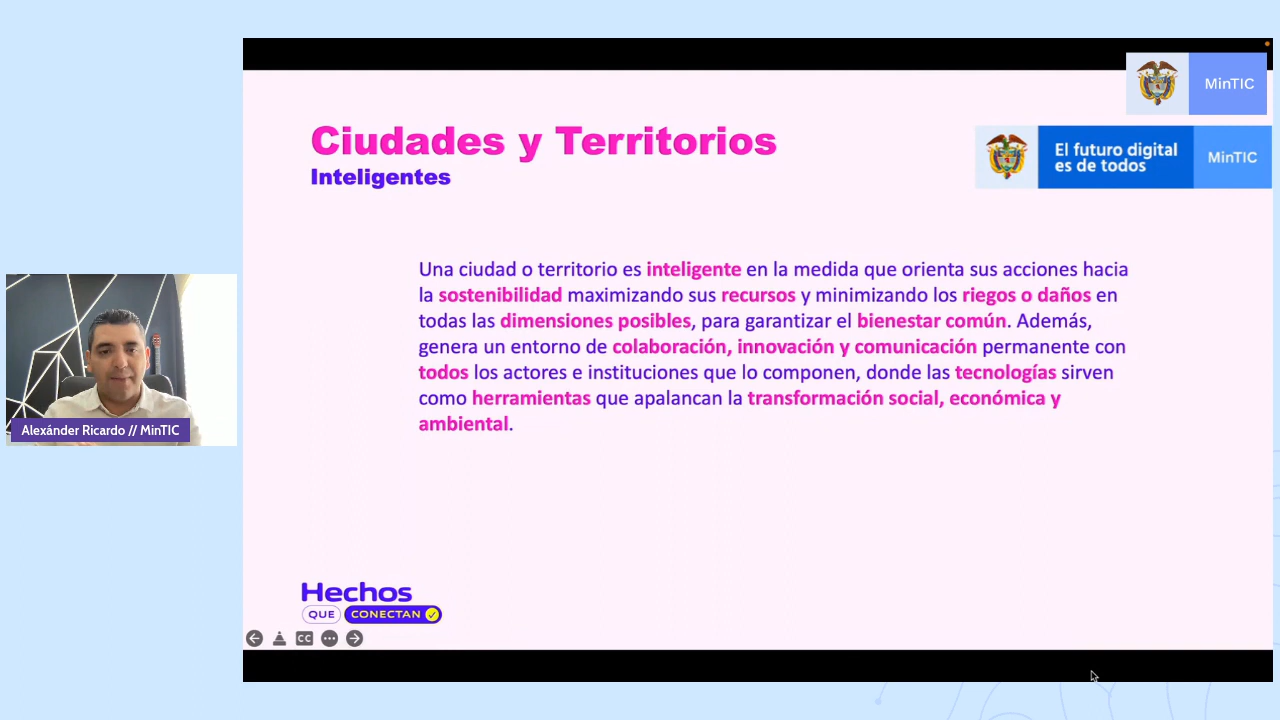 MinTIC
Ciudades y Territorios
Inteligentes
El futuro digital
es de todos
MinTIC
Una ciudad o territorio es inteligente en la medida que orienta sus acciones hacia
la sostenibilidad maximizando sus recursos y minimizando los riegos o daños en
todas las dimensiones posibles, para garantizar el bienestar común. Además,
genera un entorno de colaboración, innovación y comunicación permanente con
todos los actores e instituciones que lo componen, donde las tecnologías sirven
como herramientas que apalancan la transformación social, económica y
ambiental.
Alexánder Ricardo // MinTIC
Hechos
QUE CONECTAN
CC